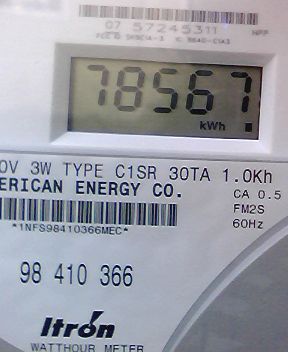 07 57245311
NPP
78567
kWh
0V 3W TYPE C1SR 30TA 1.0Kh
ERICAN ENERGY CO.
CA 0.5
FM2S
60Hz
*1NFS98410366MEC*
98 410 366
Itron
WATTHOUR METER